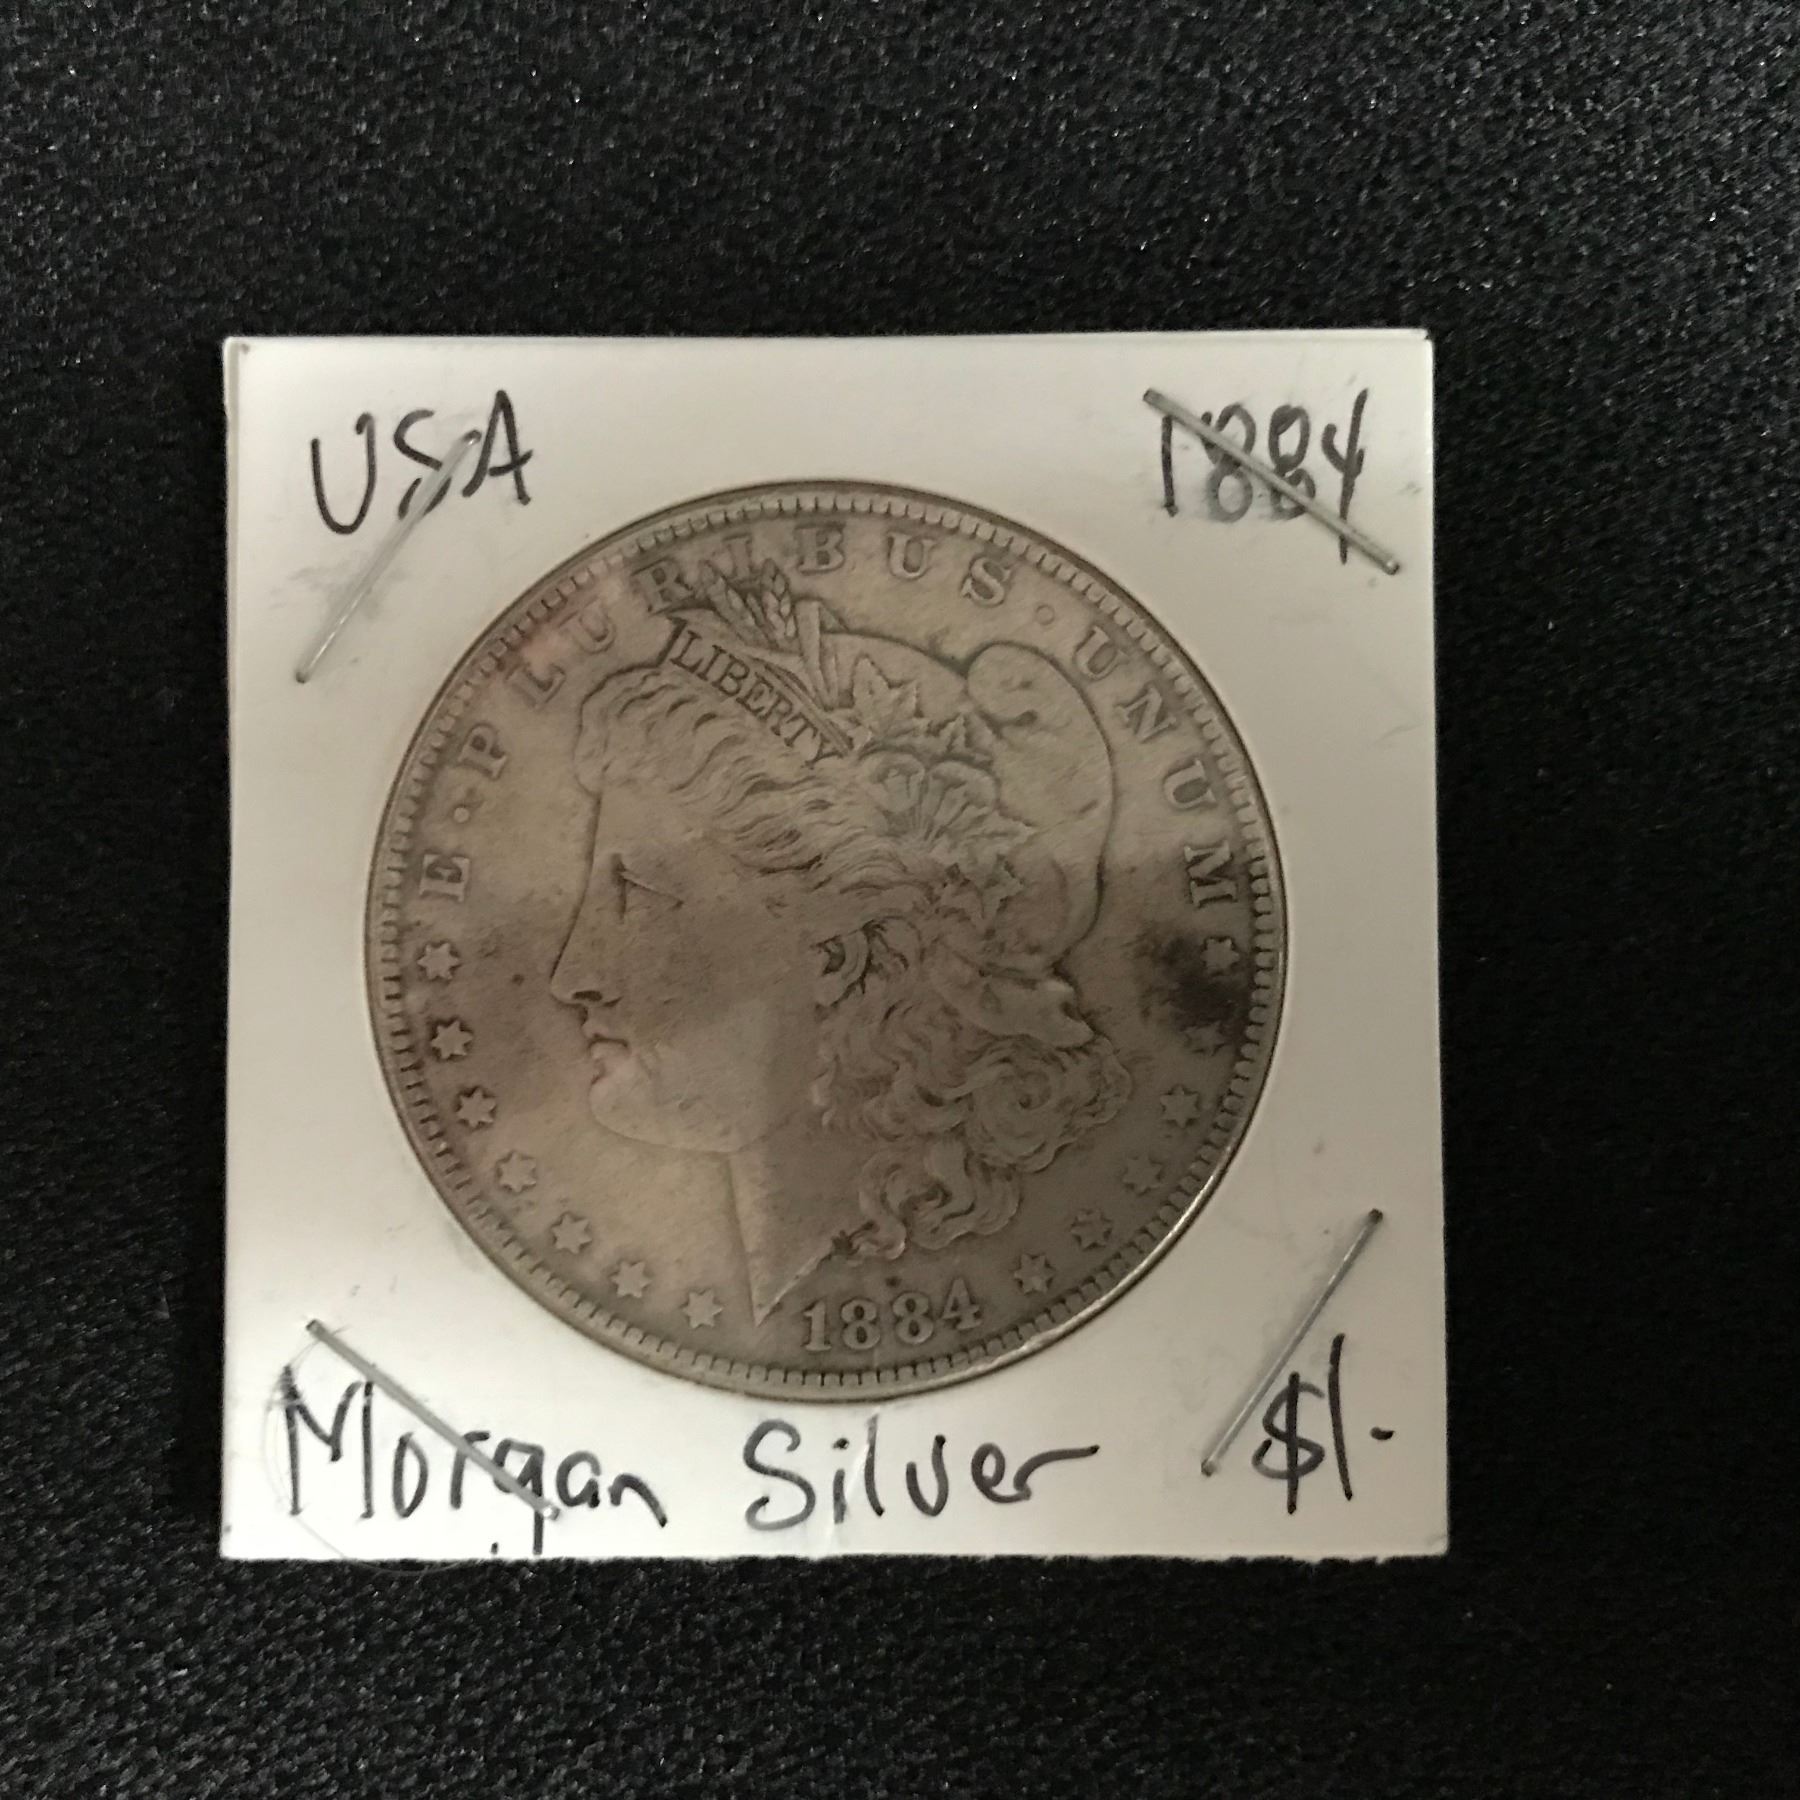 USA 1884
E·PLURIBUS·UNUM
LIBERTY
1884
Morgan Silver $1.-